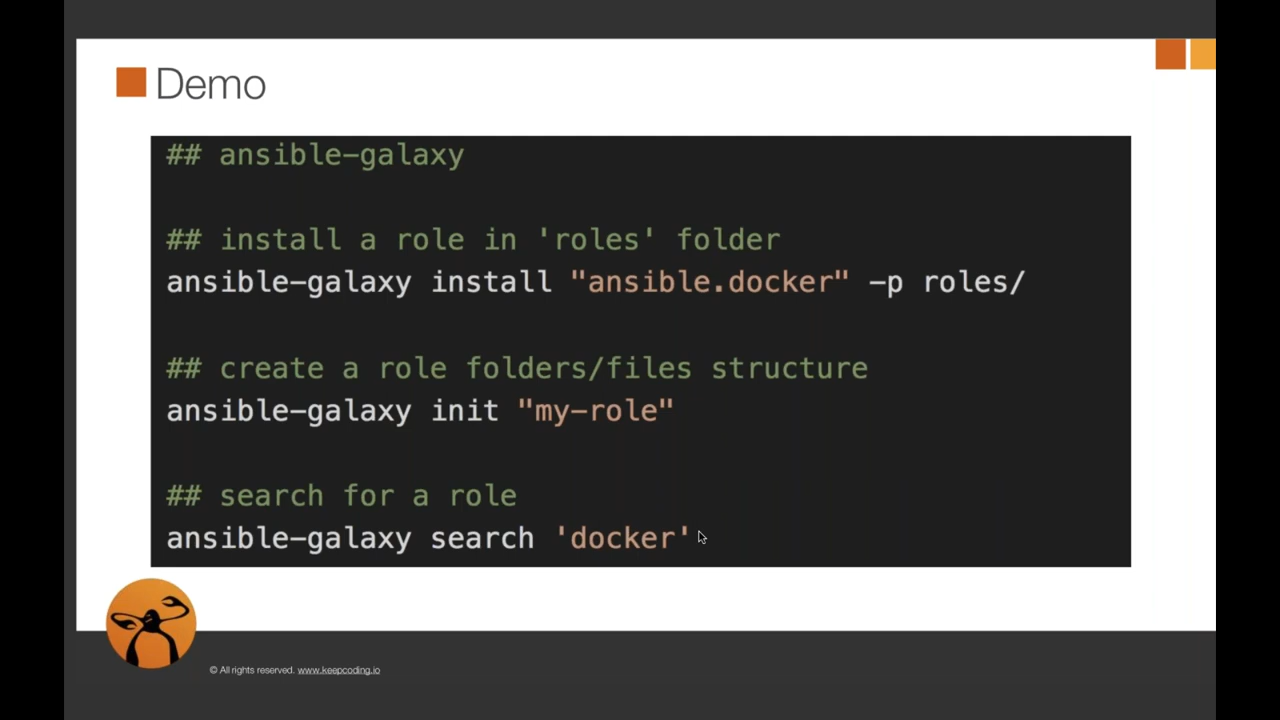 Demo
## ansible-galaxy
## install a role in 'roles' folder
ansible-galaxy install "ansible.docker" -p roles/
## create a role folders/files structure
ansible-galaxy init "my-role"
## search for a role
ansible-galaxy search 'docker'
© All rights reserved. www.keepcoding.io